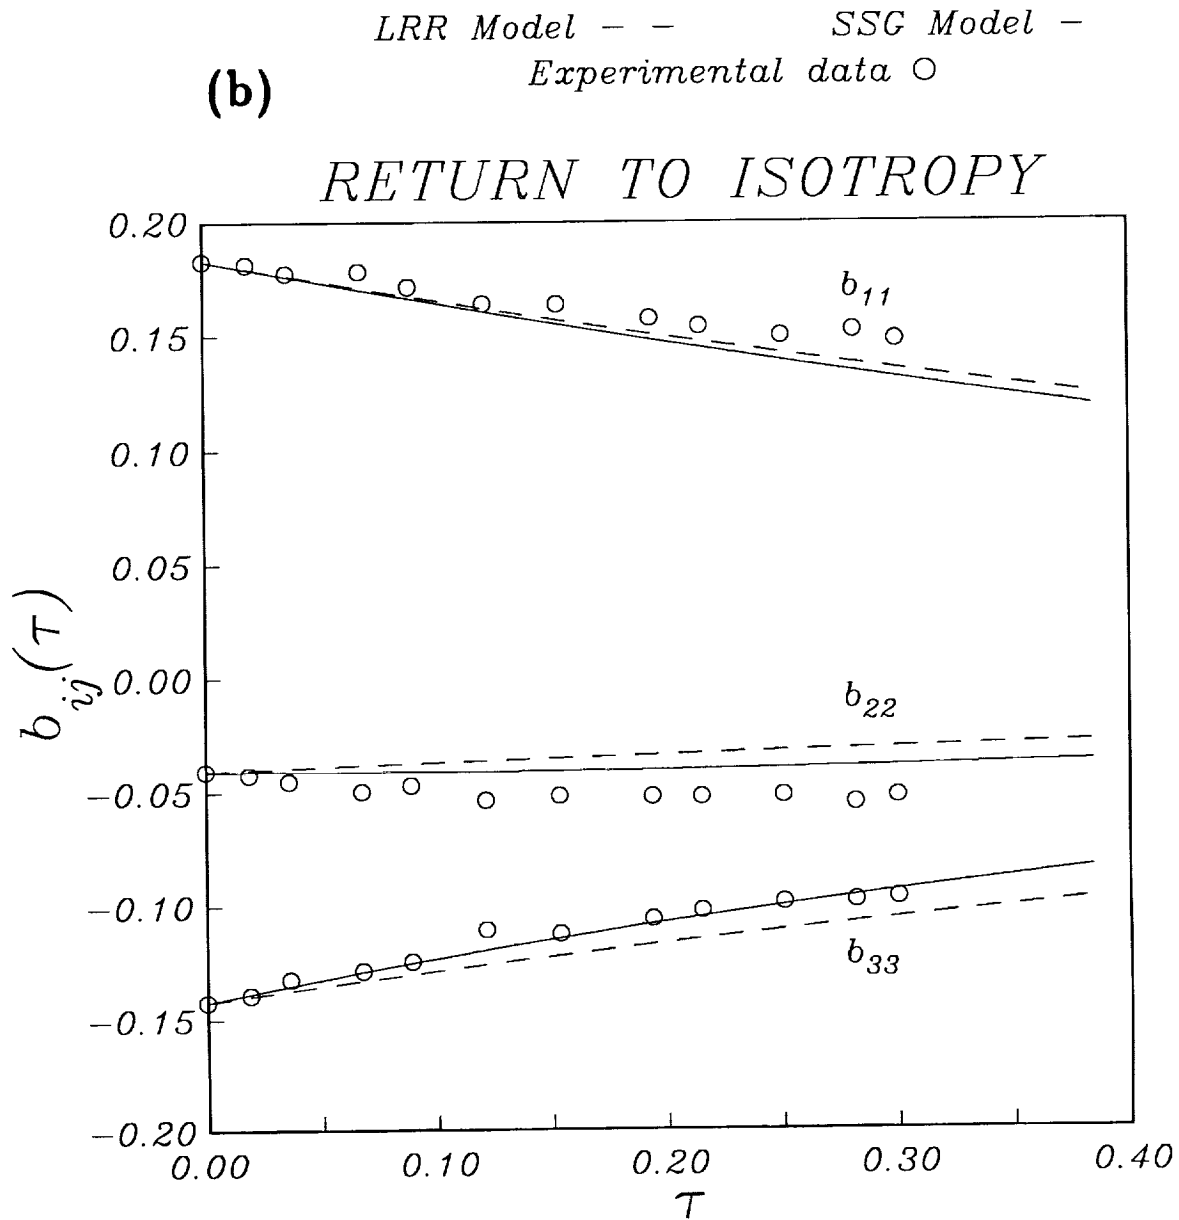 LRR Model – –   SSG Model –
Experimental data ○
(b)
RETURN TO ISOTROPY
0.20
b₁₁
0.15
0.10
0.05
b_ij(τ)
0.00
b₂₂
−0.05
−0.10
b₃₃
−0.15
−0.20
0.00 0.10 0.20 0.30 0.40
τ